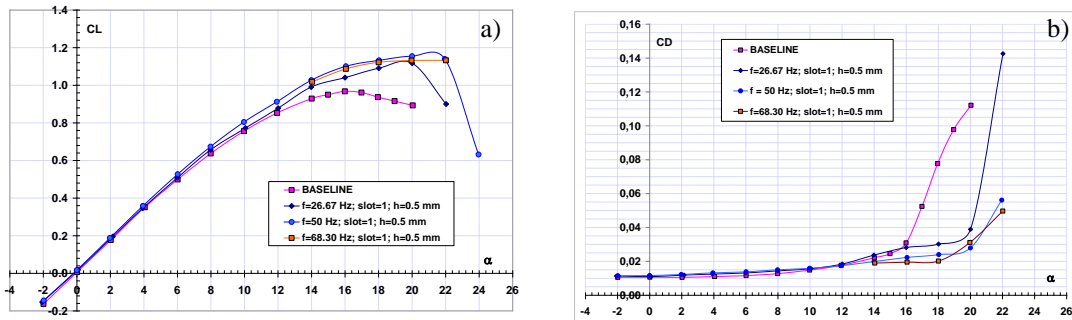 a)
CL
1.4
1.2
1.0
0.8
0.6
0.4
0.2
0.0
-0.2
-4 -2 0 2 4 6 8 10 12 14 16 18 20 22 24 26
α
BASELINE
f=26.67 Hz; slot=1; h=0.5 mm
f=50 Hz; slot=1; h=0.5 mm
f=68.30 Hz; slot=1; h=0.5 mm
b)
CD
0,16
0,14
0,12
0,10
0,08
0,06
0,04
0,02
0,00
-4 -2 0 2 4 6 8 10 12 14 16 18 20 22 24
α
BASELINE
f=26.67 Hz; slot=1; h=0.5 mm
f = 50 Hz; slot=1; h=0.5 mm
f=68.30 Hz; slot=1; h=0.5 mm